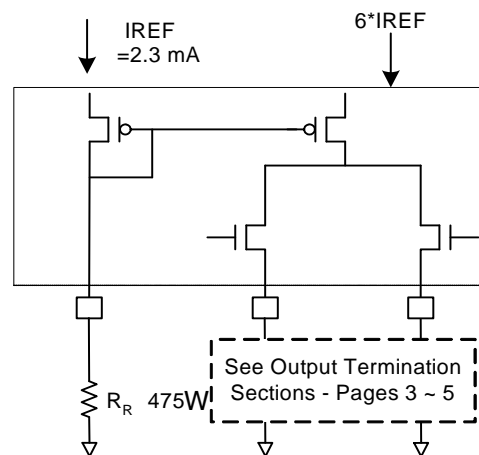 IREF
=2.3 mA
6*IREF
See Output Termination
Sections - Pages 3 ~ 5
RR 475W